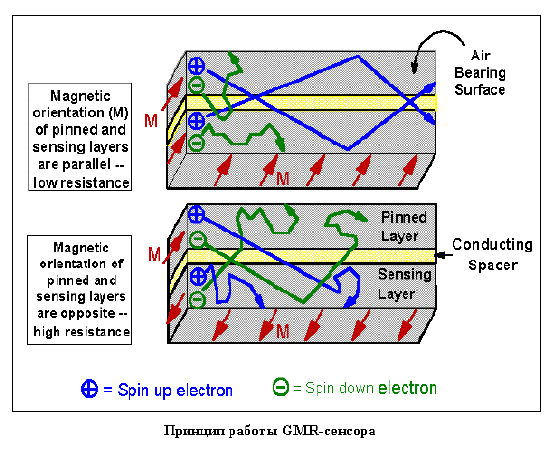 Air
Bearing
Surface
Magnetic
orientation (M)
of pinned and
sensing layers
are parallel --
low resistance
M
M
Magnetic
orientation of
pinned and
sensing layers
are opposite --
high resistance
M
Pinned
Layer
Sensing
Layer
Conducting
Spacer
M
⊕ = Spin up electron
⊖ = Spin down electron
Принцип работы GMR-сенсора